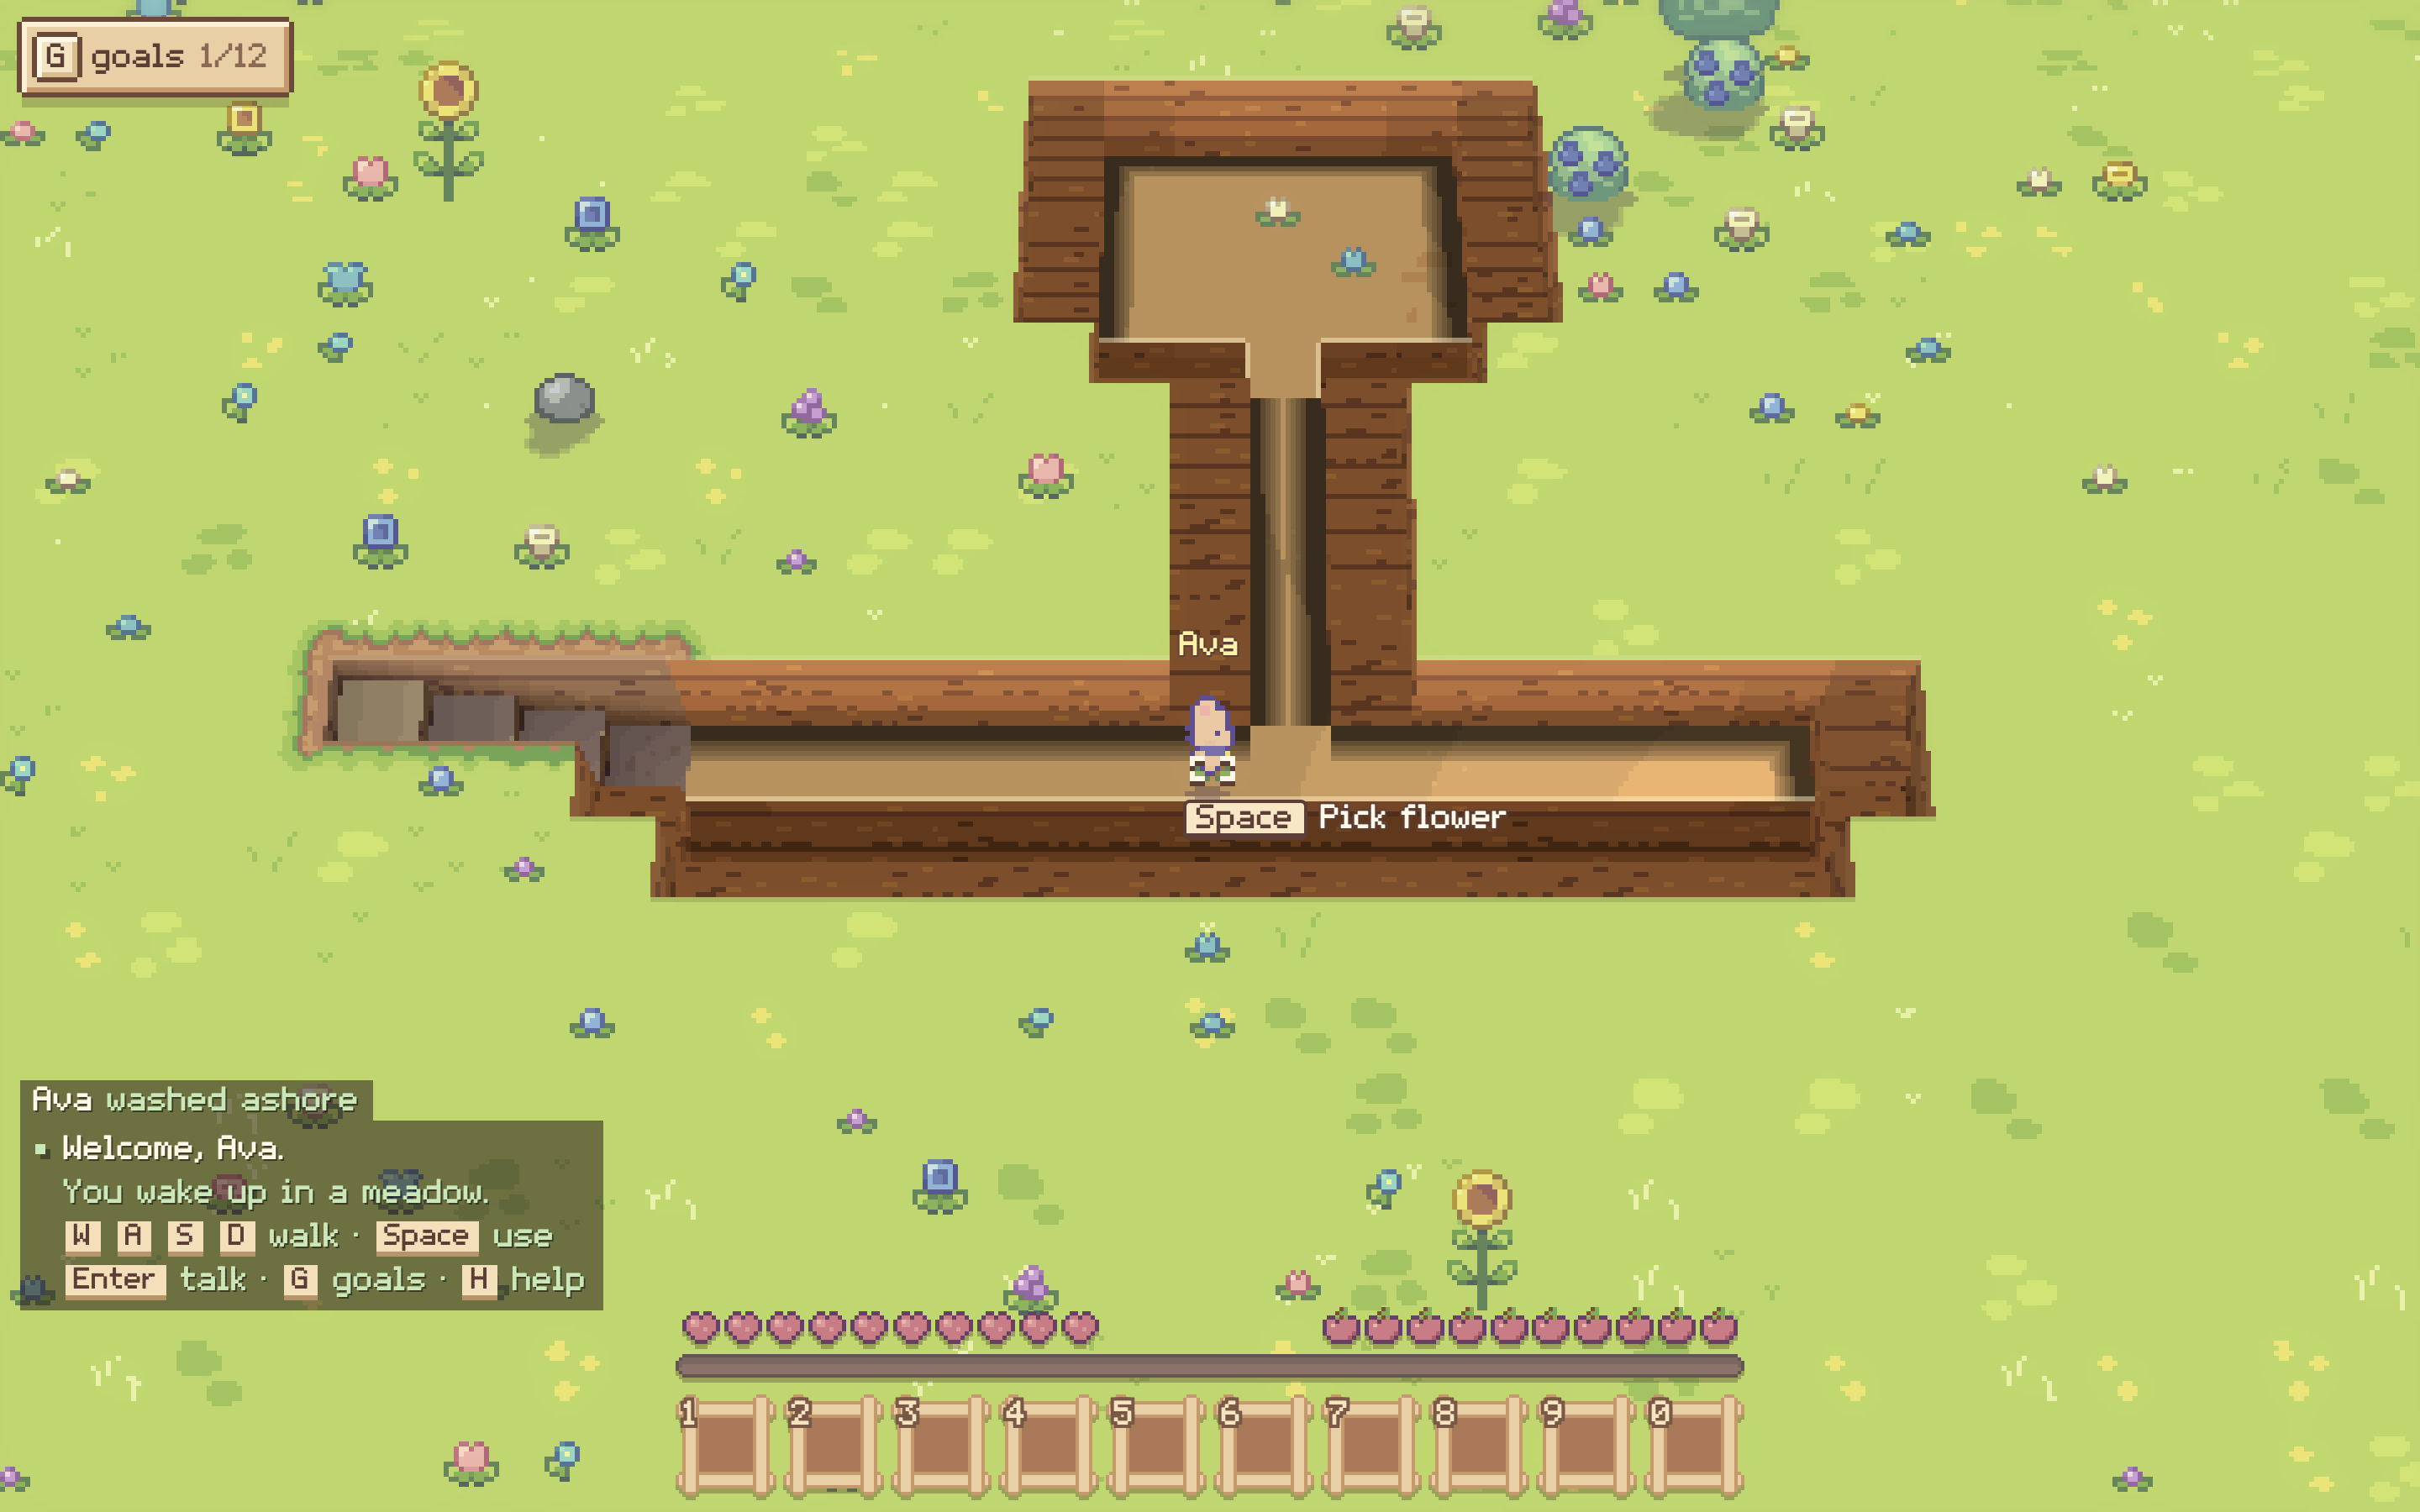 G goals 1/12
Ava
Space Pick flower
Ava washed ashore
Welcome, Ava.
You wake up in a meadow.
W A S D walk · Space use
Enter talk · G goals · H help
1 2 3 4 5 6 7 8 9 0